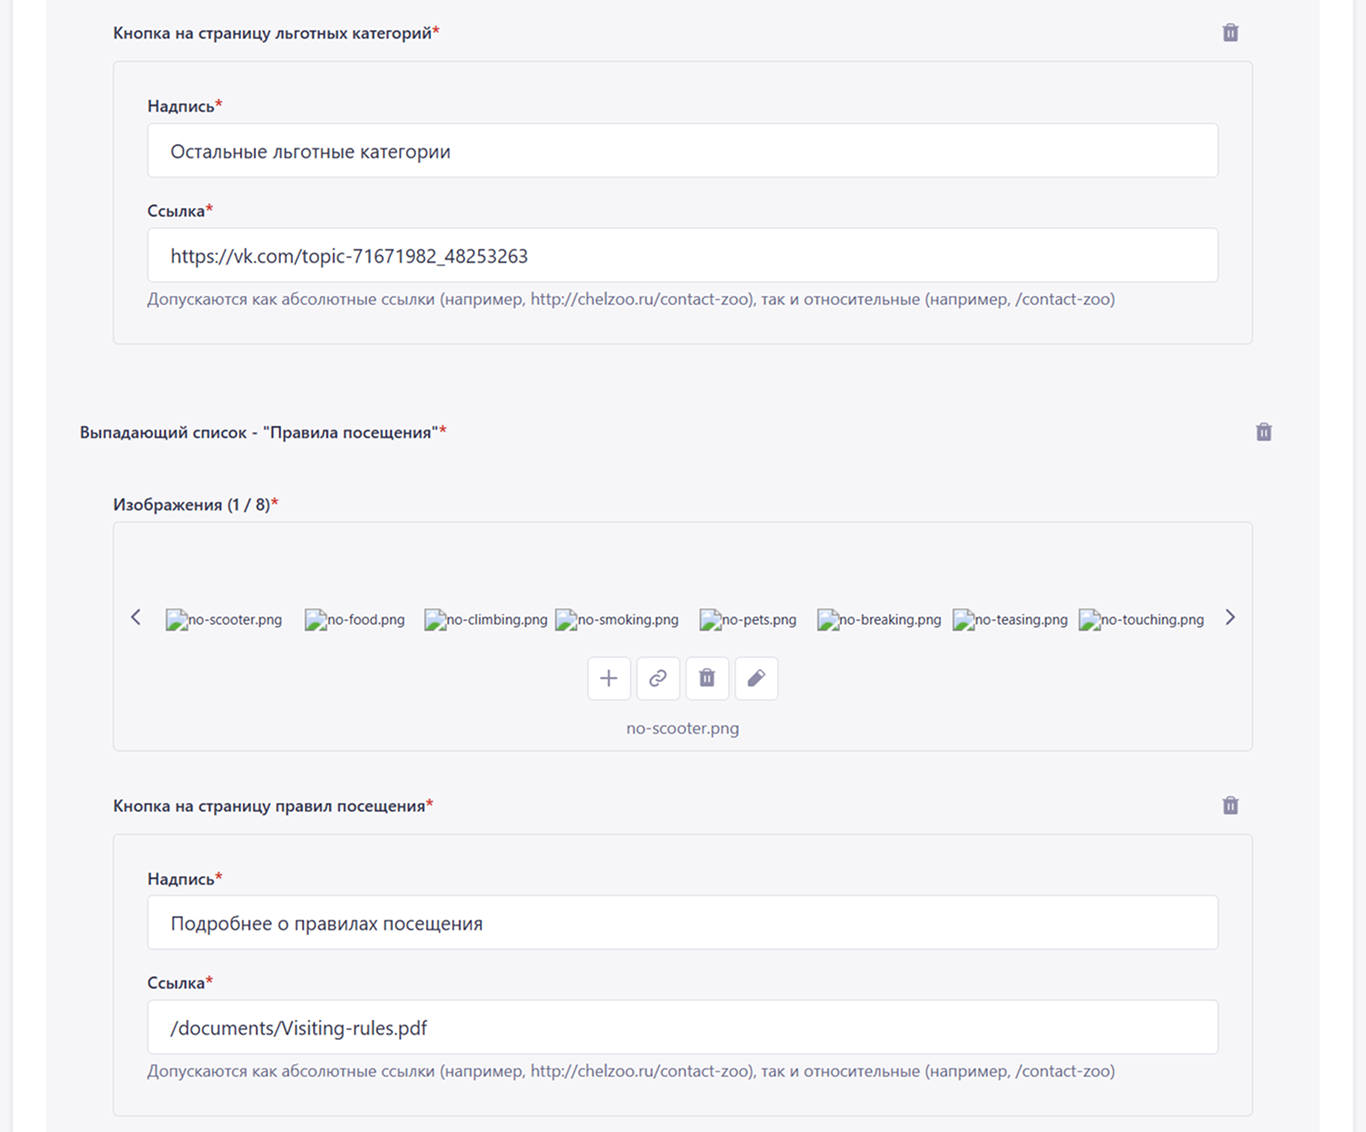 Кнопка на страницу льготных категорий*
Надпись*
Остальные льготные категории
Ссылка*
https://vk.com/topic-71671982_48253263
Допускаются как абсолютные ссылки (например, http://chelzoo.ru/contact-zoo), так и относительные (например, /contact-zoo)
Выпадающий список - "Правила посещения"*
Изображения (1 / 8)*
no-scooter.png no-food.png no-climbing.png no-smoking.png no-pets.png no-breaking.png no-teasing.png no-touching.png
no-scooter.png
Кнопка на страницу правил посещения*
Надпись*
Подробнее о правилах посещения
Ссылка*
/documents/Visiting-rules.pdf
Допускаются как абсолютные ссылки (например, http://chelzoo.ru/contact-zoo), так и относительные (например, /contact-zoo)